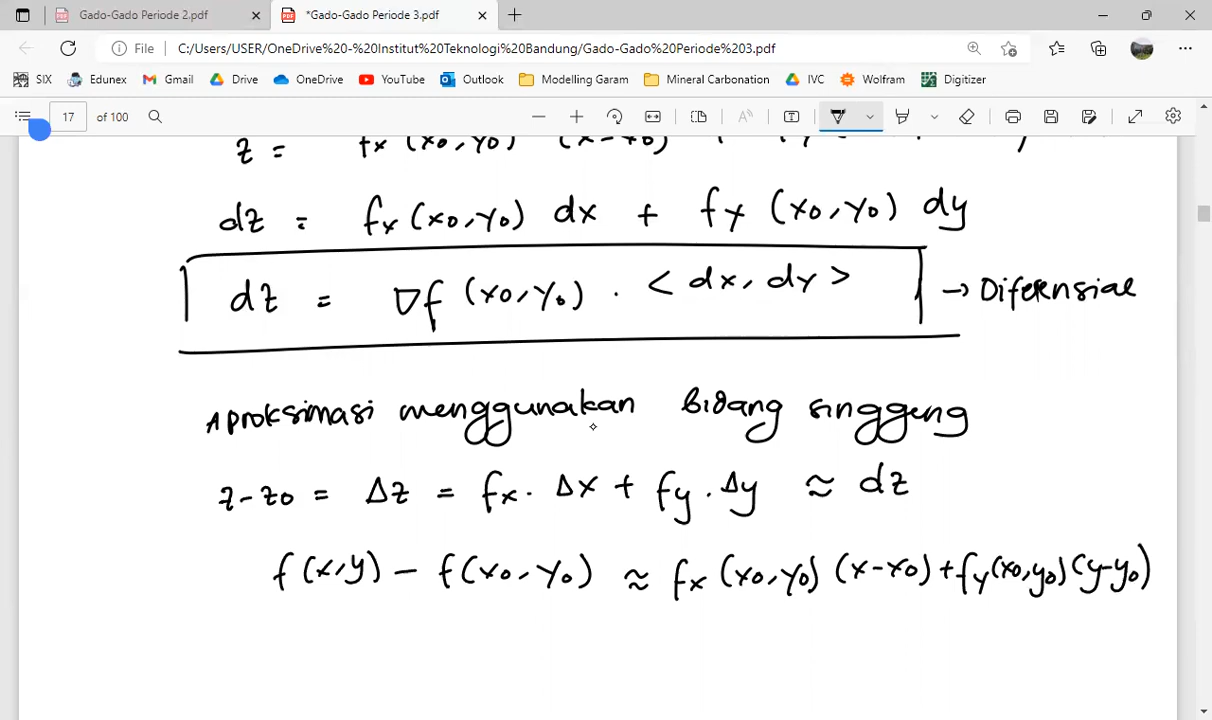 Gado-Gado Periode 2.pdf
*Gado-Gado Periode 3.pdf
File C:/Users/USER/OneDrive%20-%20Institut%20Teknologi%20Bandung/Gado-Gado%20Periode%203.pdf
SIX Edunex Gmail Drive OneDrive YouTube Outlook Modelling Garam Mineral Carbonation IVC Wolfram Digitizer
17 of 100
z = fx (x0,y0) (x-x0)
dz = fx (x0,y0) dx + fy (x0,y0) dy
dz = ∇f (x0,y0) · < dx, dy > → Diferensial
Aproksimasi menggunakan Bidang singgung
z-z0 = Δz = fx · Δx + fy · Δy ≈ dz
f(x,y) - f(x0,y0) ≈ fx (x0,y0) (x-x0) + fy (x0,y0) (y-y0)